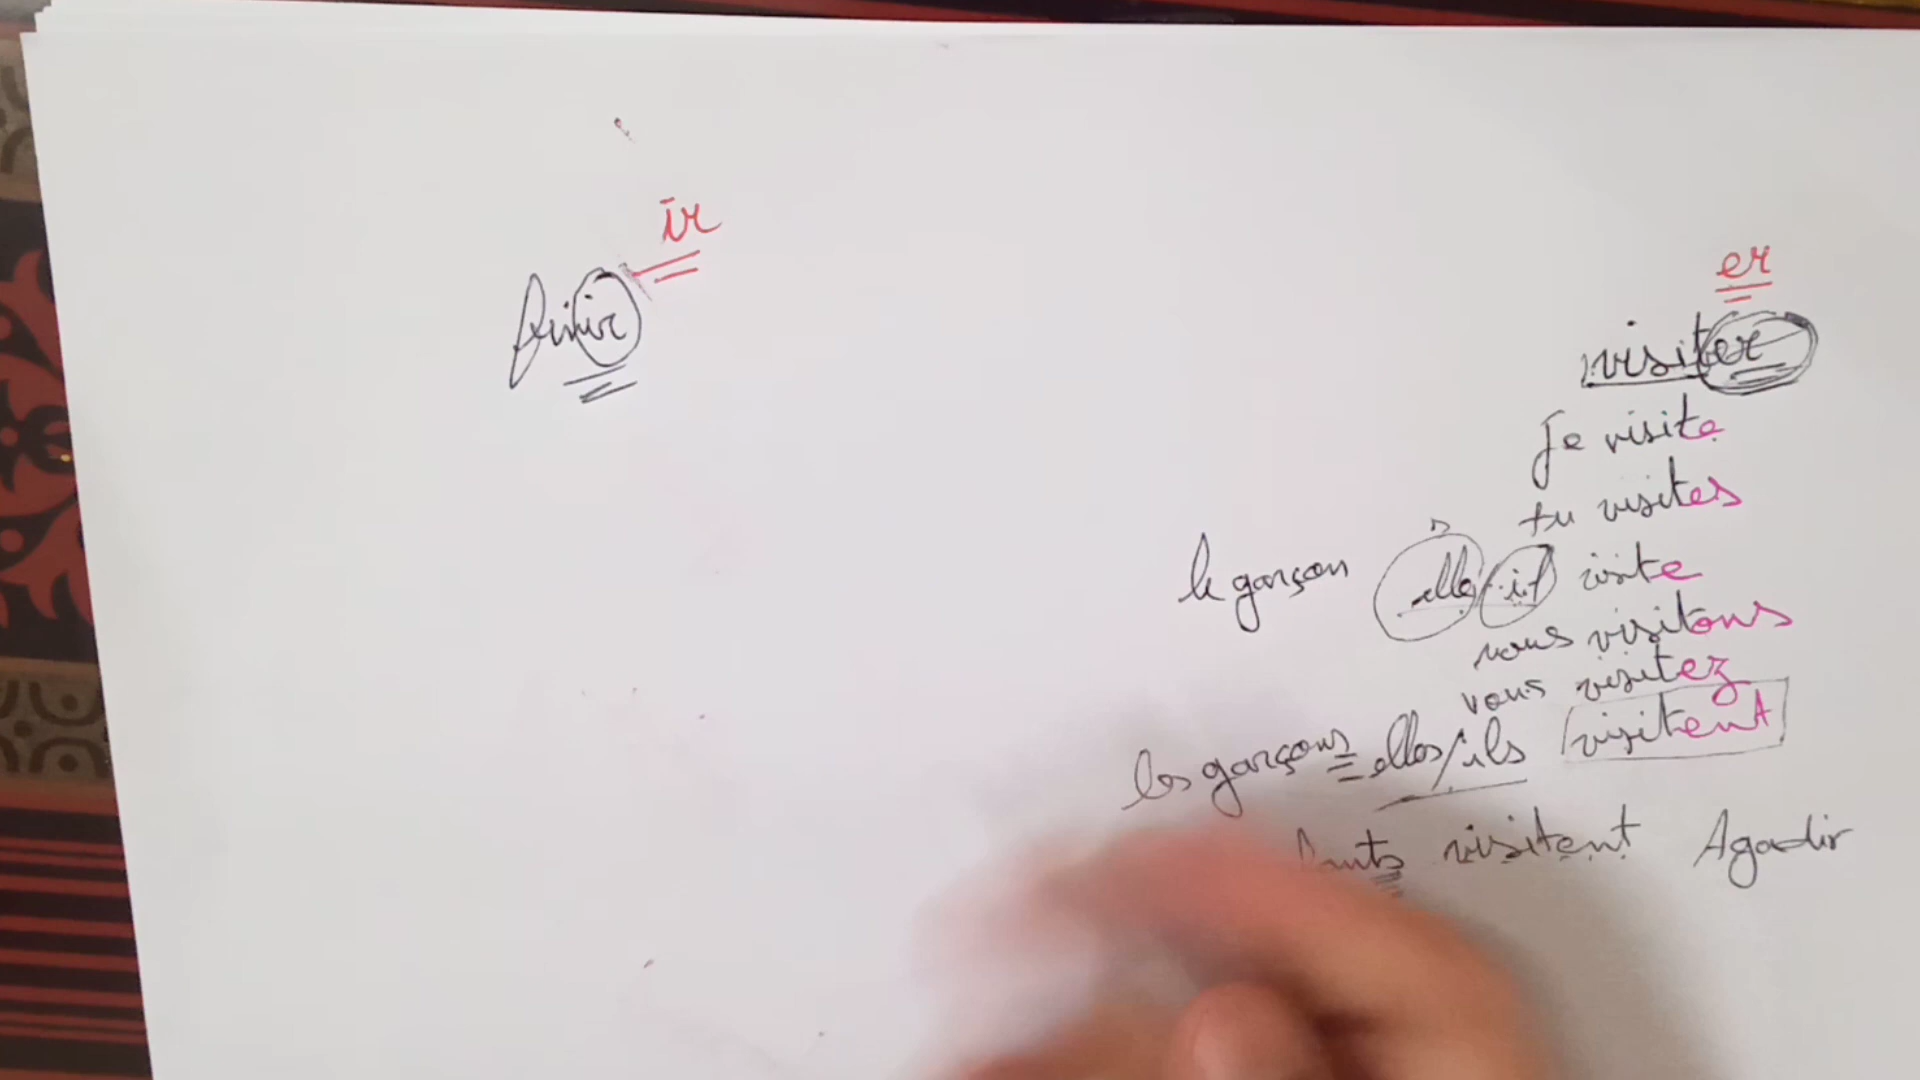 ir
finir
er
visiter
Je visite
tu visites
le garçon elle/il visite
nous visitons
vous visitez
les garçons = elles/ils visitent
visitent Agadir